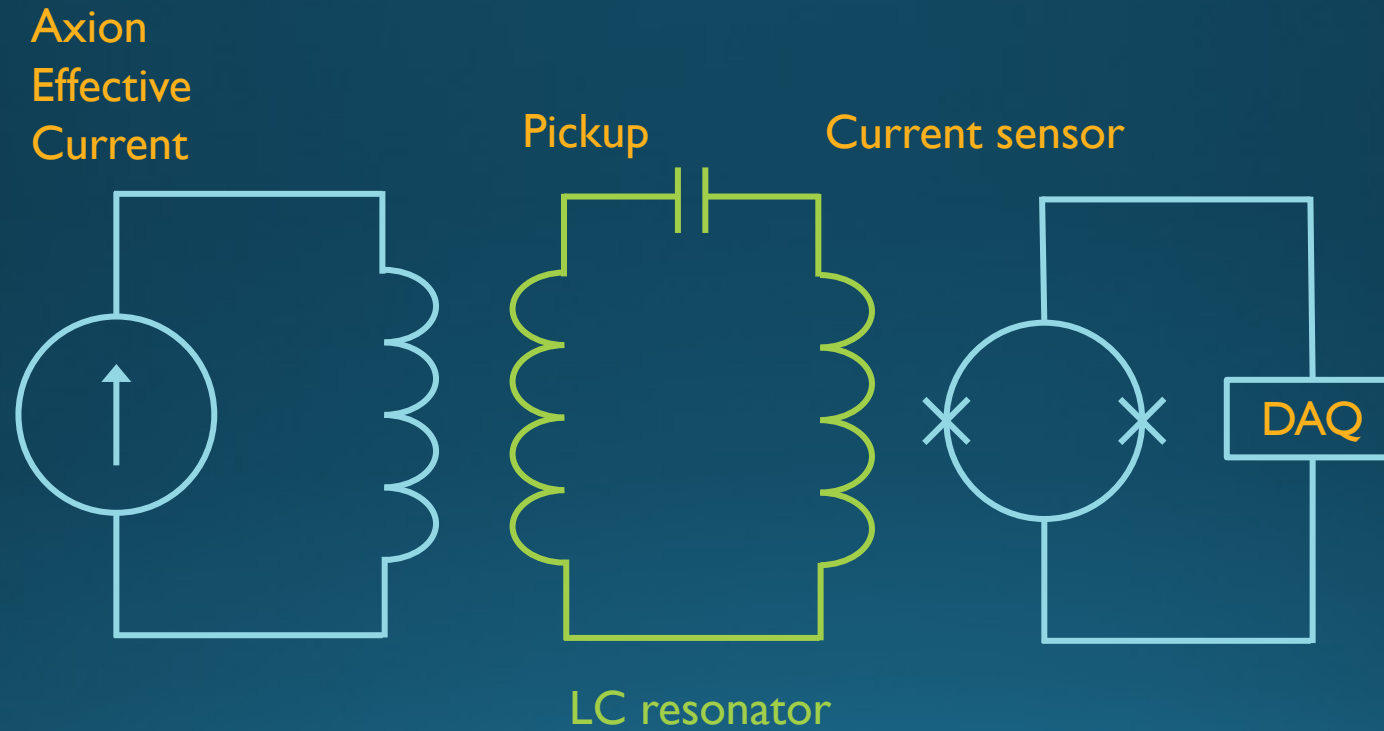 Axion
Effective
Current
Pickup
Current sensor
DAQ
LC resonator